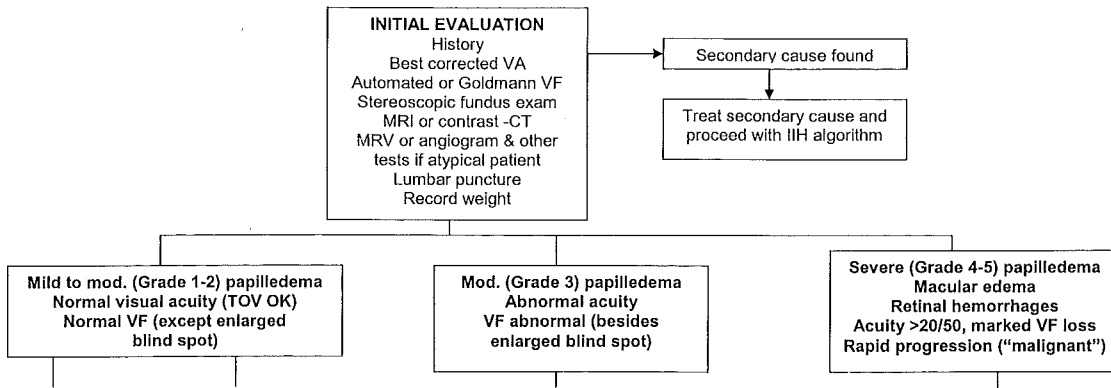 INITIAL EVALUATION
History
Best corrected VA
Automated or Goldmann VF
Stereoscopic fundus exam
MRI or contrast -CT
MRV or angiogram & other
tests if atypical patient
Lumbar puncture
Record weight
Secondary cause found
Treat secondary cause and
proceed with IIH algorithm
Mild to mod. (Grade 1-2) papilledema
Normal visual acuity (TOV OK)
Normal VF (except enlarged
blind spot)
Mod. (Grade 3) papilledema
Abnormal acuity
VF abnormal (besides
enlarged blind spot)
Severe (Grade 4-5) papilledema
Macular edema
Retinal hemorrhages
Acuity >20/50, marked VF loss
Rapid progression (“malignant”)